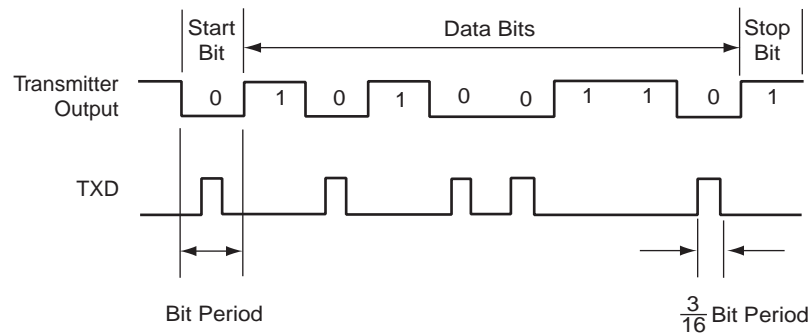 Start
Bit
Data Bits
Stop
Bit
Transmitter
Output
0 1 0 1 0 0 1 1 0 1
TXD
Bit Period
3/16 Bit Period